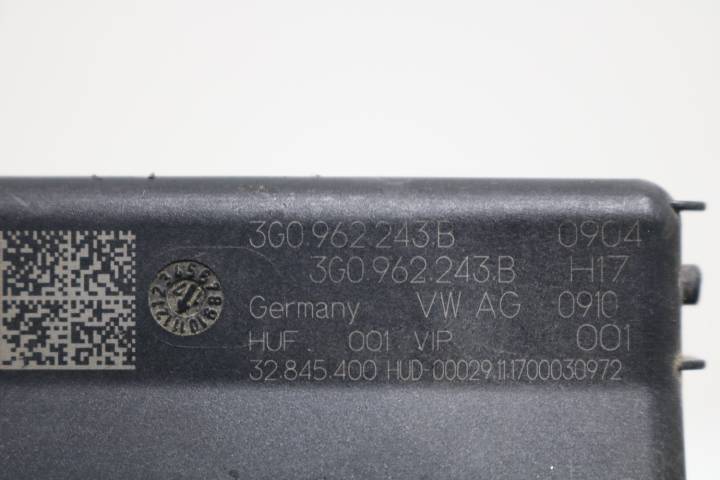 3G0.962.243.B 0904
3G0.962.243.B H17
Germany VW AG 0910
HUF 001 VIP 001
32.845.400 HUD-00029.11.1700030972